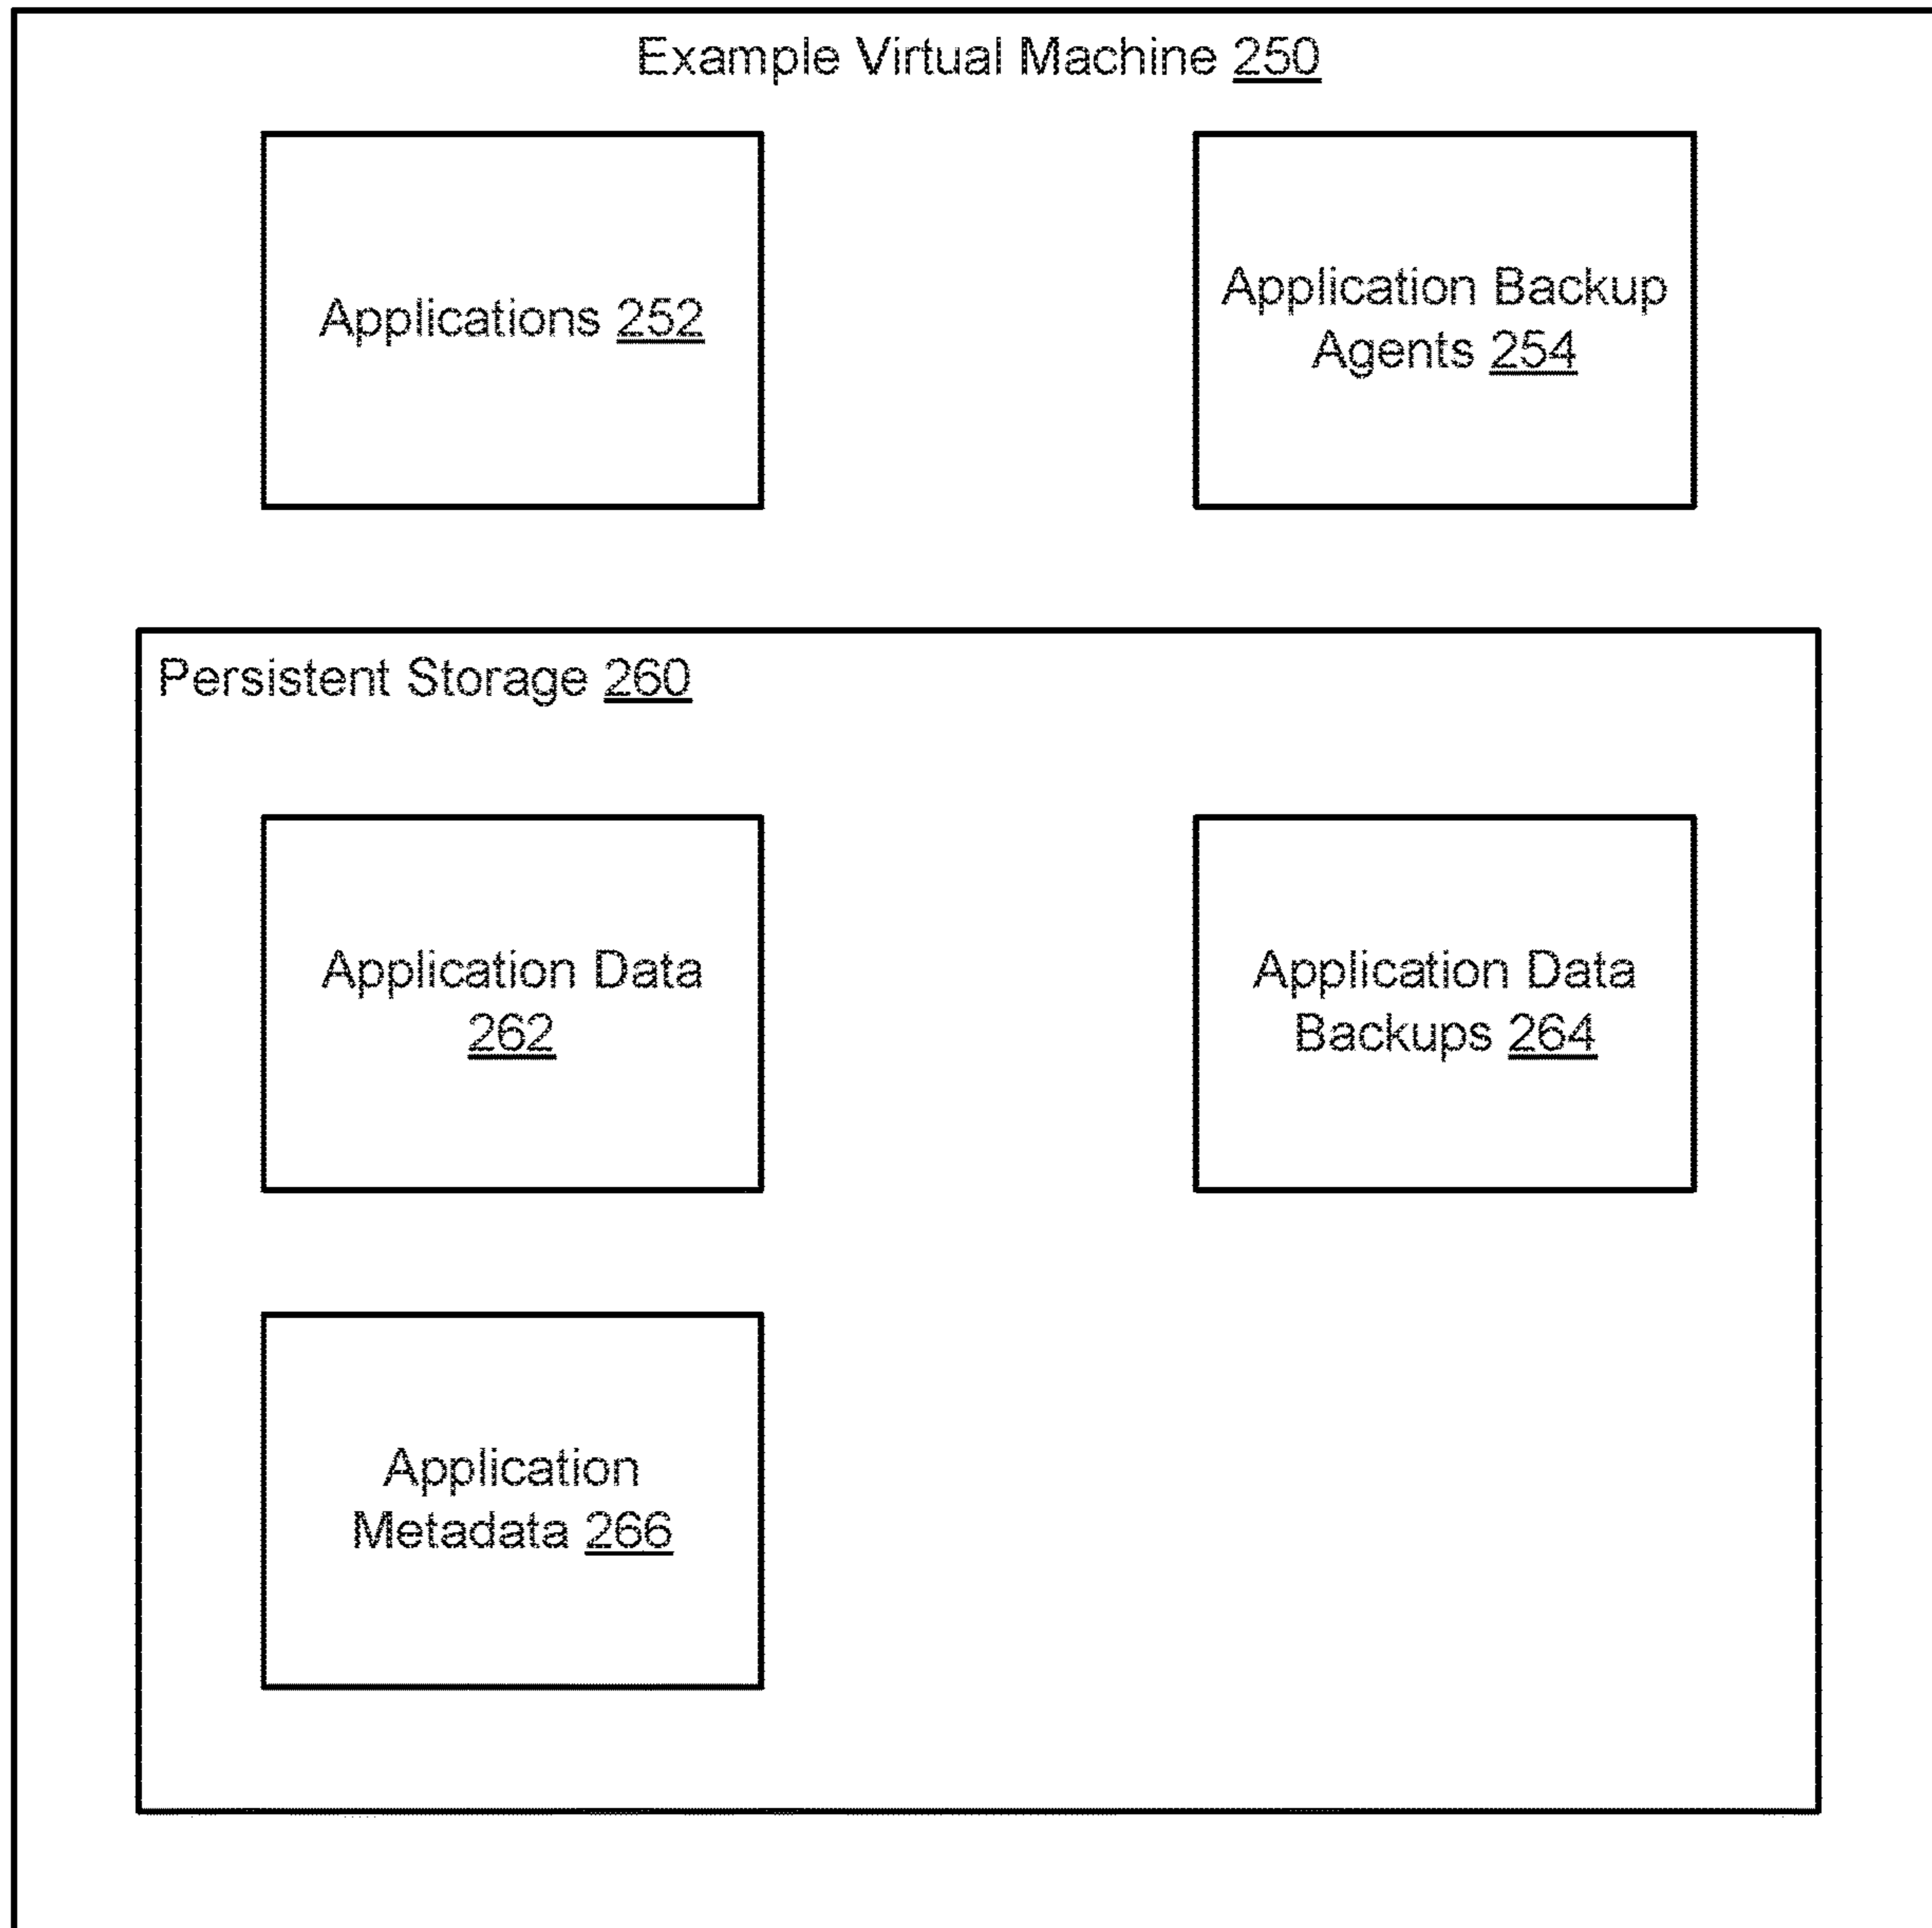 Example Virtual Machine 250
Applications 252
Application Backup
Agents 254
Persistent Storage 260
Application Data
262
Application Data
Backups 264
Application
Metadata 266